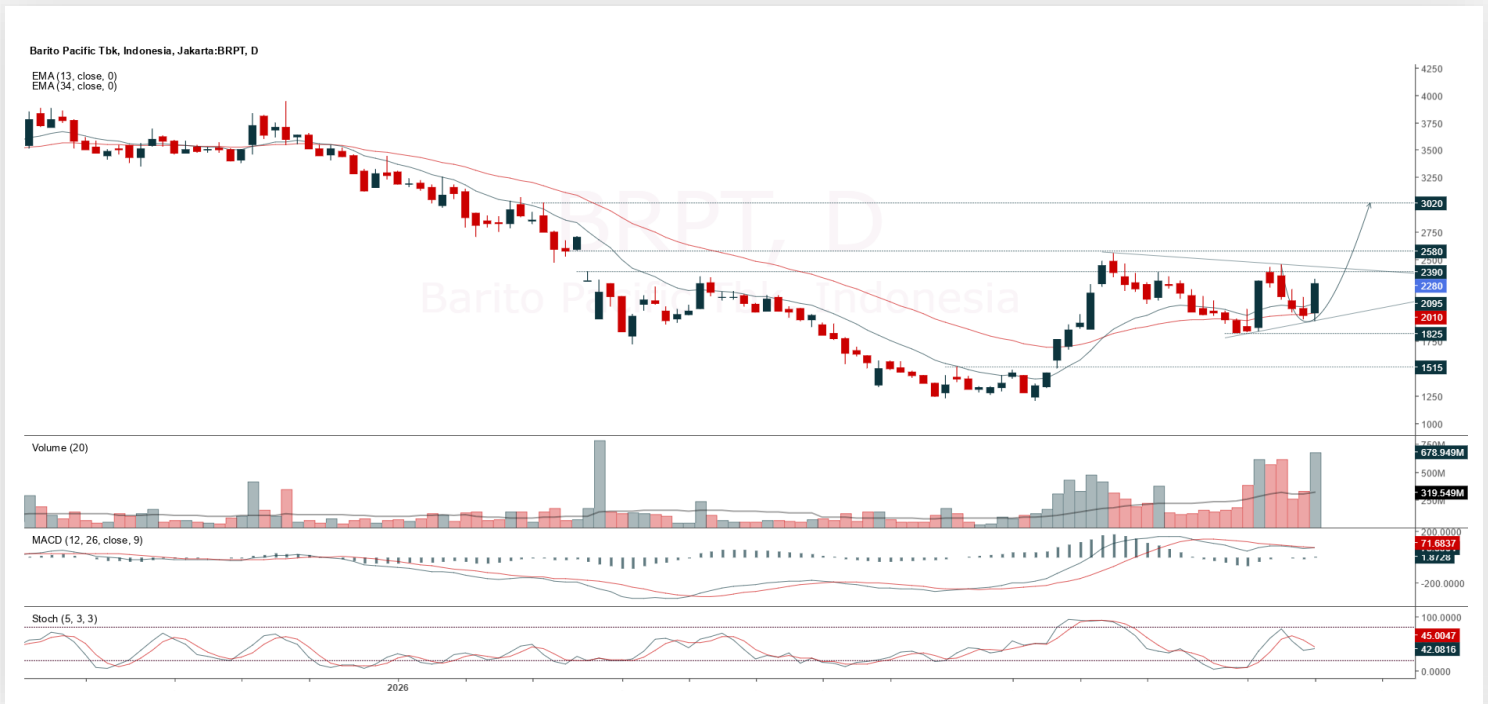 Barito Pacific Tbk, Indonesia, Jakarta:BRPT, D
EMA (13, close, 0)
EMA (34, close, 0)
BRPT, D
Barito Pacific Tbk, Indonesia
4250
4000
3750
3500
3250
3020
2750
2580
2500
2390
2280
2095
2010
1825
1750
1515
1250
1000
Volume (20)
750M
678.949M
500M
319.549M
250M
MACD (12, 26, close, 9)
200.0000
71.6837
1.8728
-200.0000
Stoch (5, 3, 3)
100.0000
45.0047
42.0816
0.0000
2026